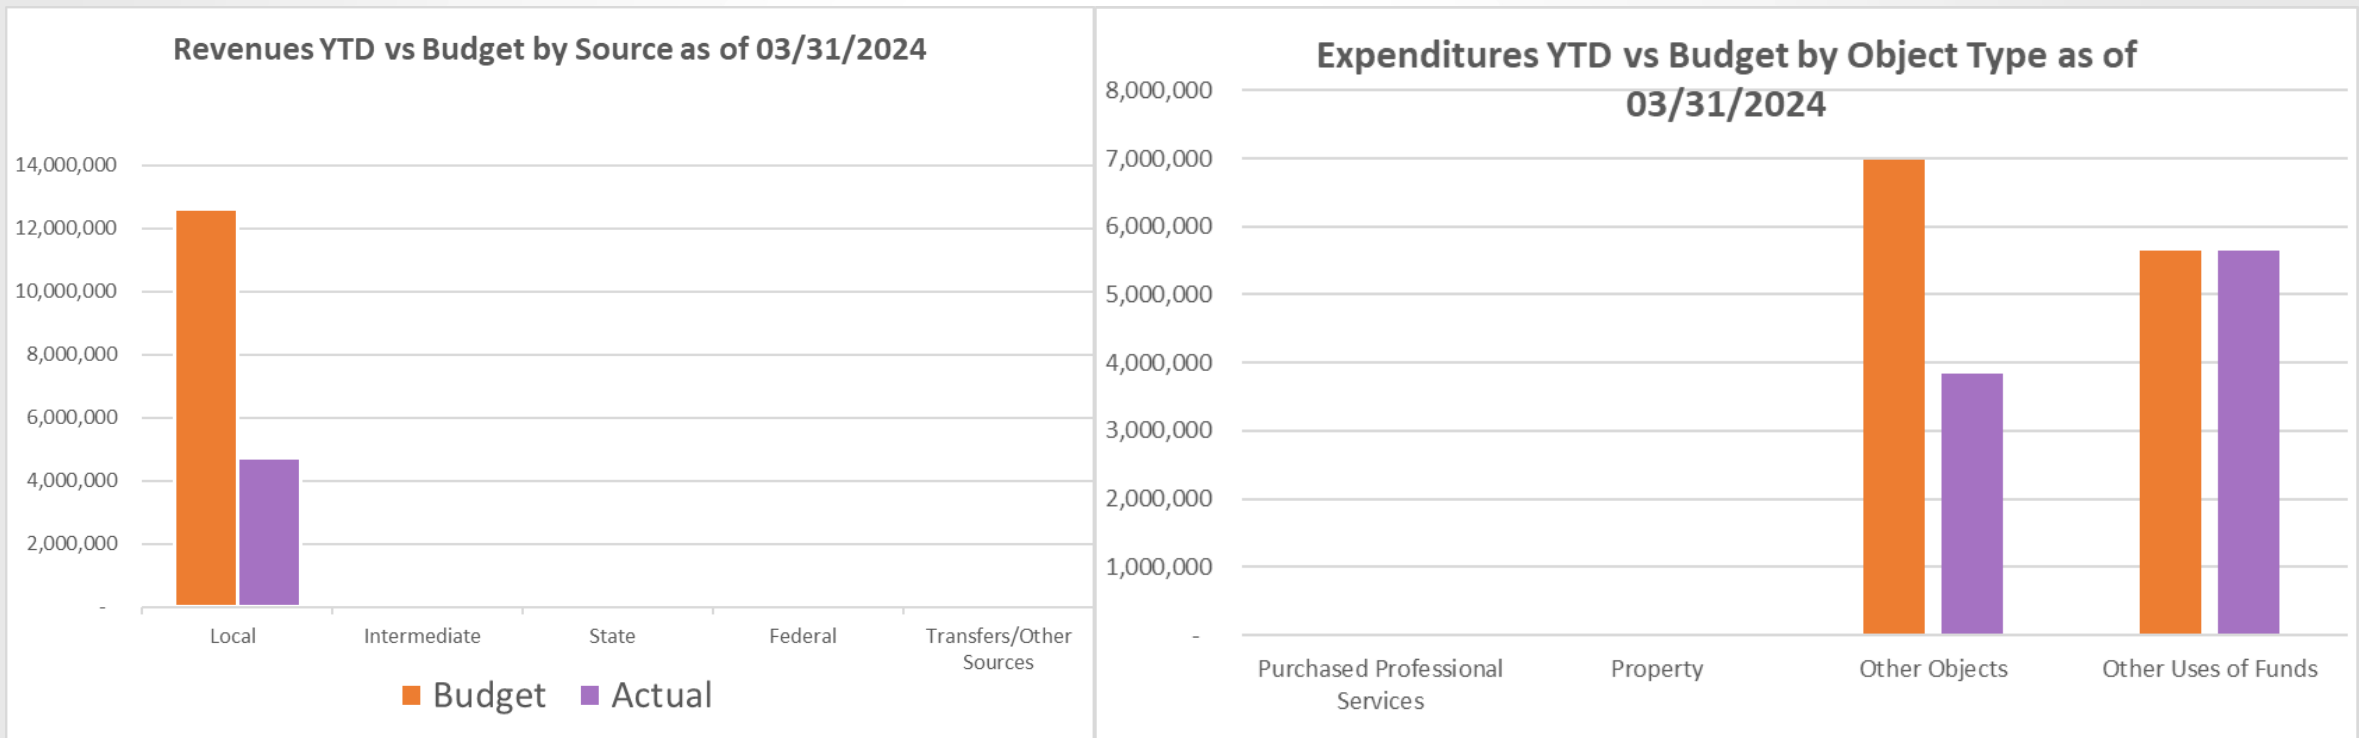 Revenues YTD vs Budget by Source as of 03/31/2024
14,000,000
12,000,000
10,000,000
8,000,000
6,000,000
4,000,000
2,000,000
-
Local
Intermediate
State
Federal
Transfers/Other
Sources
Budget
Actual
Expenditures YTD vs Budget by Object Type as of
03/31/2024
8,000,000
7,000,000
6,000,000
5,000,000
4,000,000
3,000,000
2,000,000
1,000,000
-
Purchased Professional
Services
Property
Other Objects
Other Uses of Funds